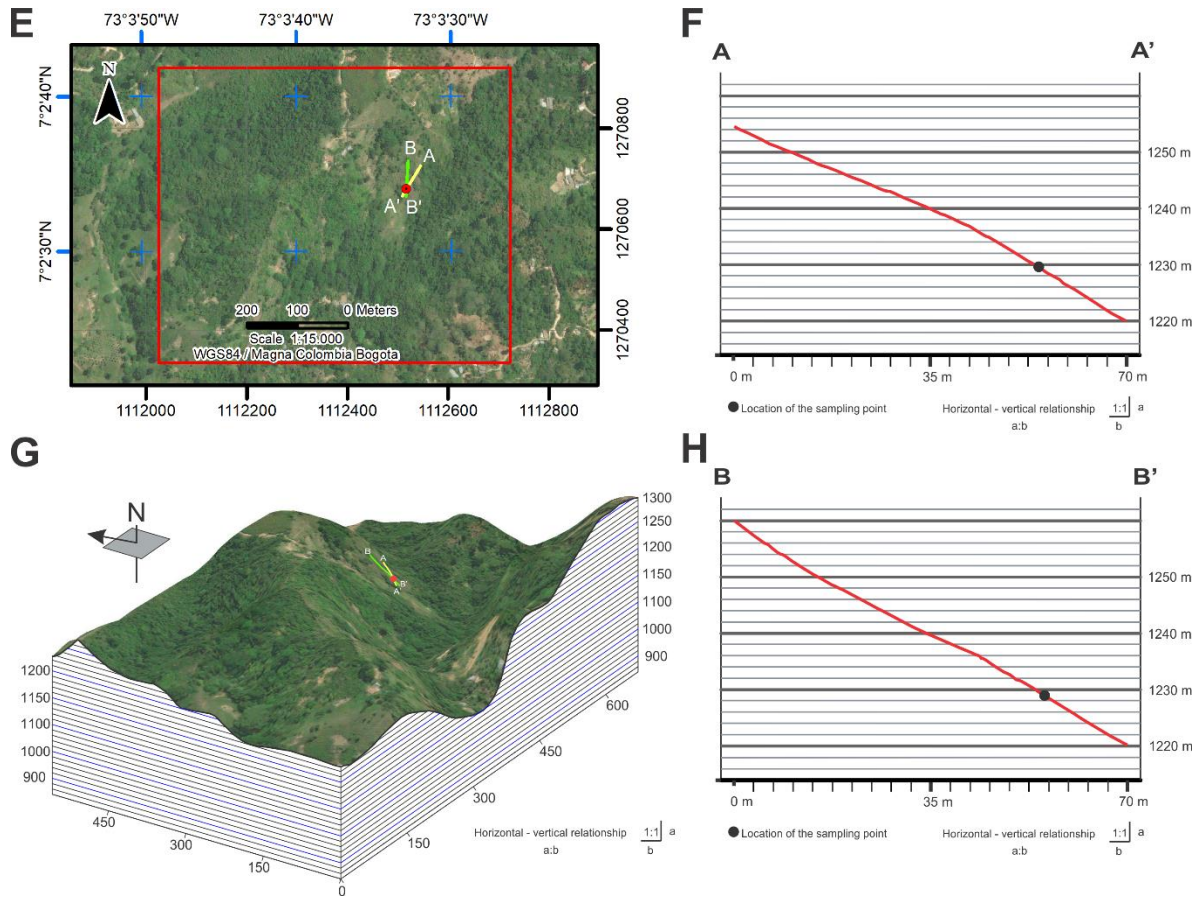 E
73°3'50"W 73°3'40"W 73°3'30"W
N
7°2'40"N
7°2'30"N
B
A
A' B'
200 100 0 Meters
Scale 1:15.000
WGS84 / Magna Colombia Bogota
1270800
1270600
1270400
1112000 1112200 1112400 1112600 1112800
F
A A’
1250 m
1240 m
1230 m
1220 m
0 m 35 m 70 m
Location of the sampling point
Horizontal - vertical relationship 1:1 a
a:b b
G
N
B
A
B'
A'
1300
1250
1200
1150
1100
1000
900
1200
1150
1100
1000
900
450
300
150
0
150
300
450
600
Horizontal - vertical relationship 1:1 a
a:b b
H
B B’
1250 m
1240 m
1230 m
1220 m
0 m 35 m 70 m
Location of the sampling point
Horizontal - vertical relationship 1:1 a
a:b b